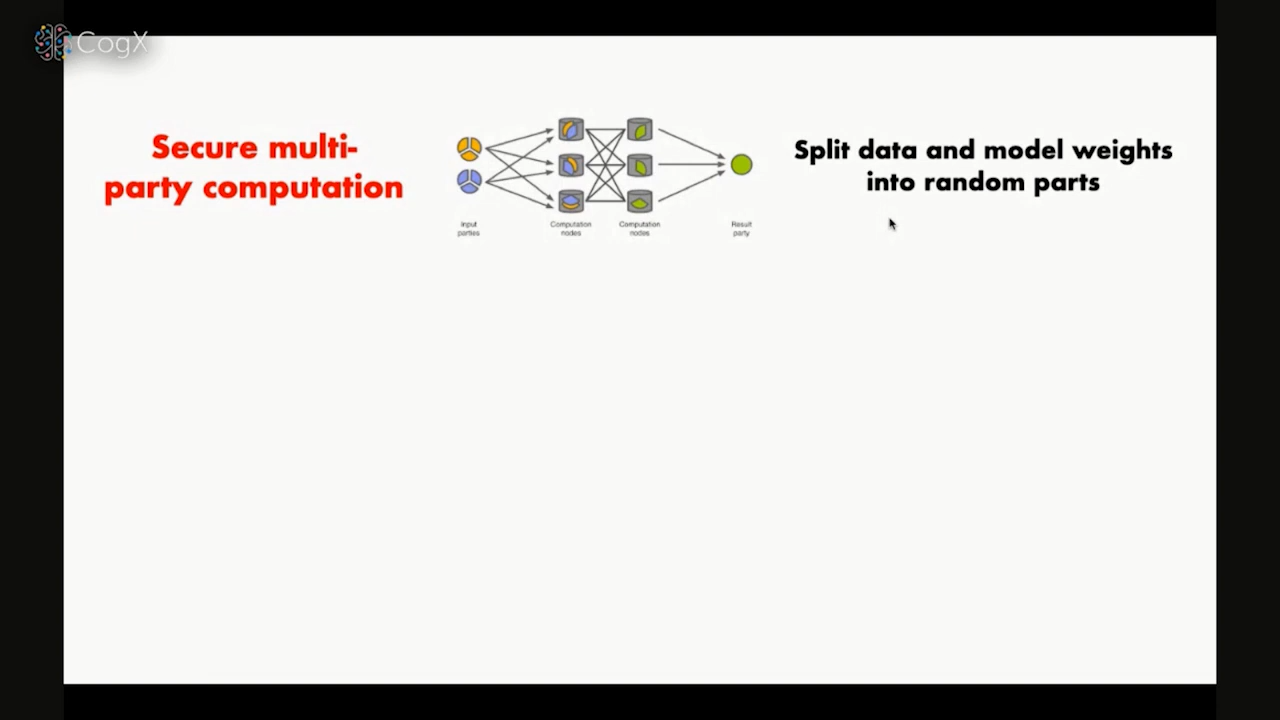 CogX
Secure multi-
party computation
Input
parties
Computation
nodes
Computation
nodes
Result
party
Split data and model weights
into random parts